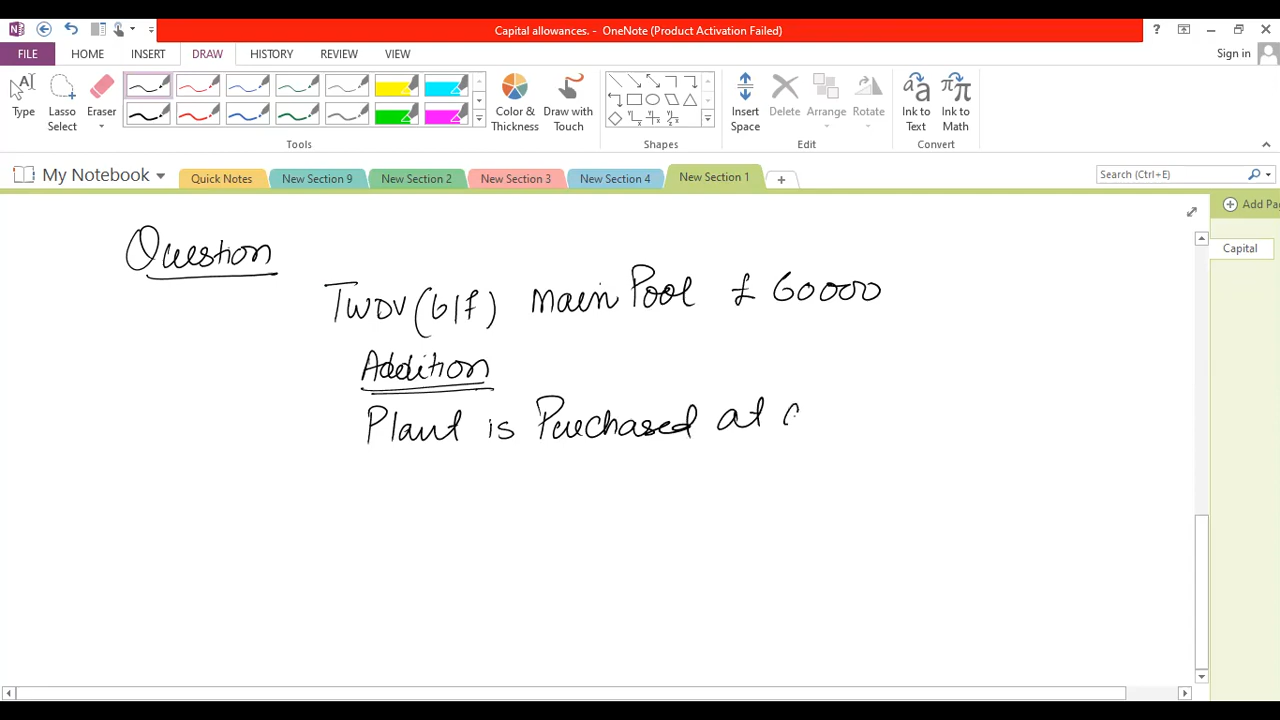 Capital allowances. - OneNote (Product Activation Failed)
?
FILE HOME INSERT DRAW HISTORY REVIEW VIEW
Sign in
Type Lasso Select Eraser
Color & Thickness Draw with Touch
Insert Space Delete Arrange Rotate
Ink to Text Ink to Math
Tools Shapes Edit Convert
My Notebook Quick Notes New Section 9 New Section 2 New Section 3 New Section 4 New Section 1
Search (Ctrl+E)
Add Pa
Capital
Question
TWDV(b/f) Main Pool £ 60000
Addition
Plant is Purchased at